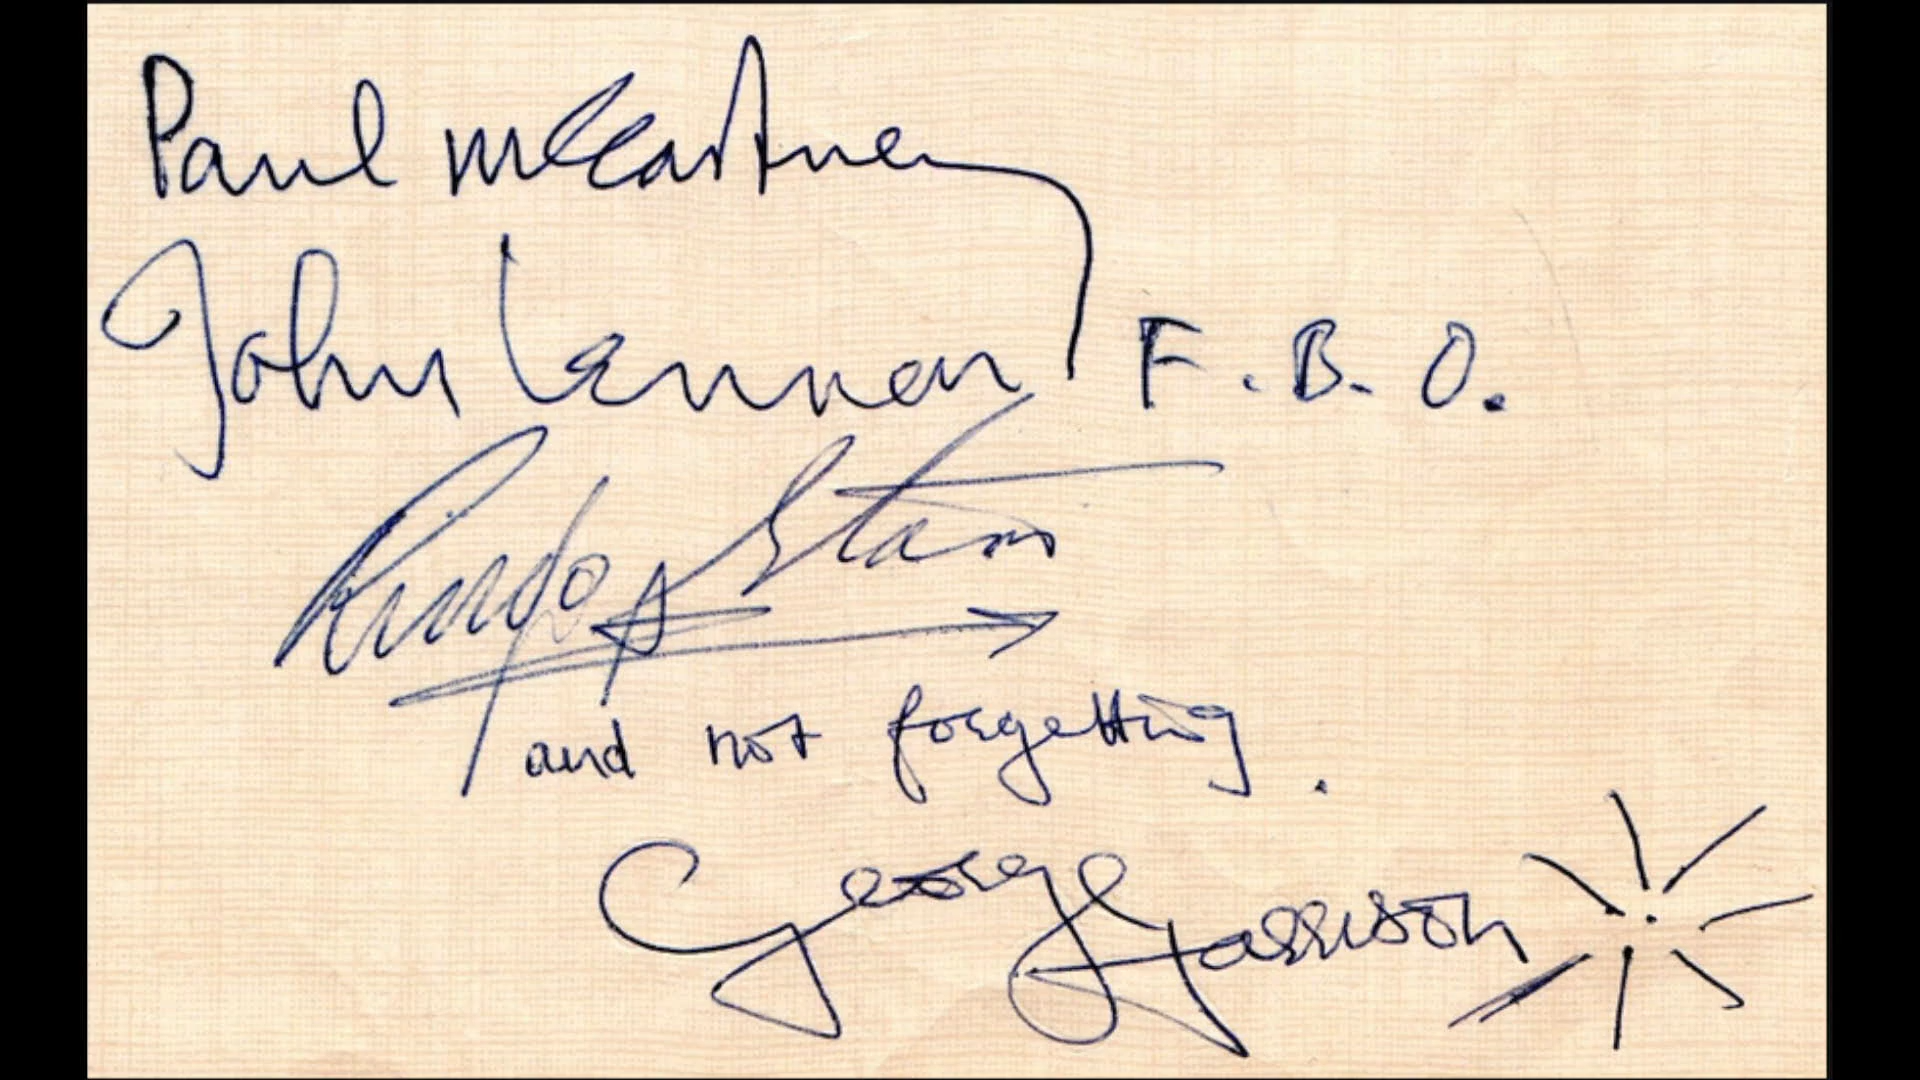 Paul McCartney
John Lennon F.B.O.
Ringo Starr
and not forgetting.
George Harrison